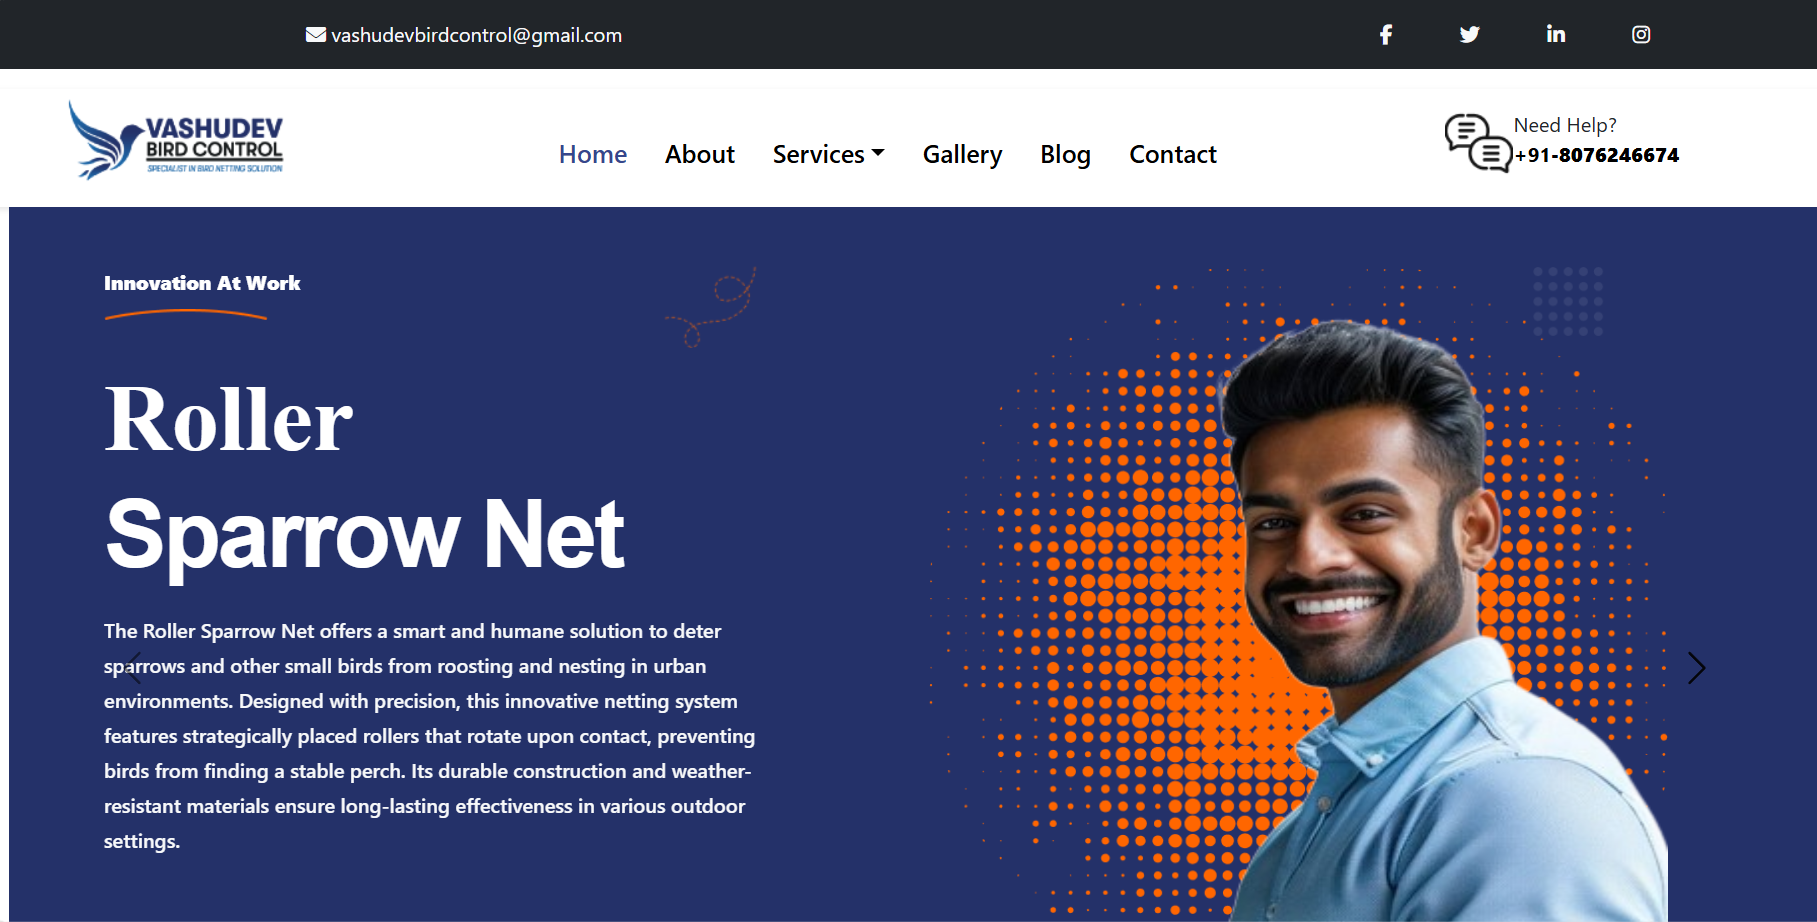 vashudevbirdcontrol@gmail.com
VASHUDEV
BIRD CONTROL
SPECIALIST IN BIRD NETTING SOLUTION
Home About Services Gallery Blog Contact
Need Help?
+91-8076246674
Innovation At Work
Roller
Sparrow Net
The Roller Sparrow Net offers a smart and humane solution to deter
sparrows and other small birds from roosting and nesting in urban
environments. Designed with precision, this innovative netting system
features strategically placed rollers that rotate upon contact, preventing
birds from finding a stable perch. Its durable construction and weather-
resistant materials ensure long-lasting effectiveness in various outdoor
settings.